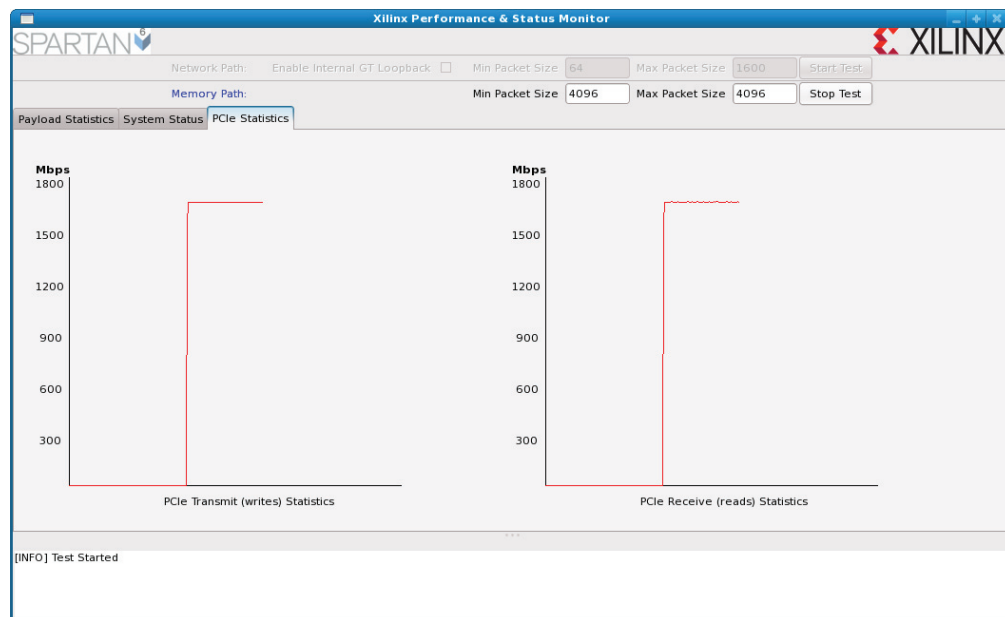 Xilinx Performance & Status Monitor
SPARTAN 6
XILINX
Network Path: Enable Internal GT Loopback Min Packet Size 64 Max Packet Size 1600 Start Test
Memory Path: Min Packet Size 4096 Max Packet Size 4096 Stop Test
Payload Statistics System Status PCIe Statistics
Mbps
1800
1500
1200
900
600
300
PCIe Transmit (writes) Statistics
Mbps
1800
1500
1200
900
600
300
PCIe Receive (reads) Statistics
[INFO] Test Started